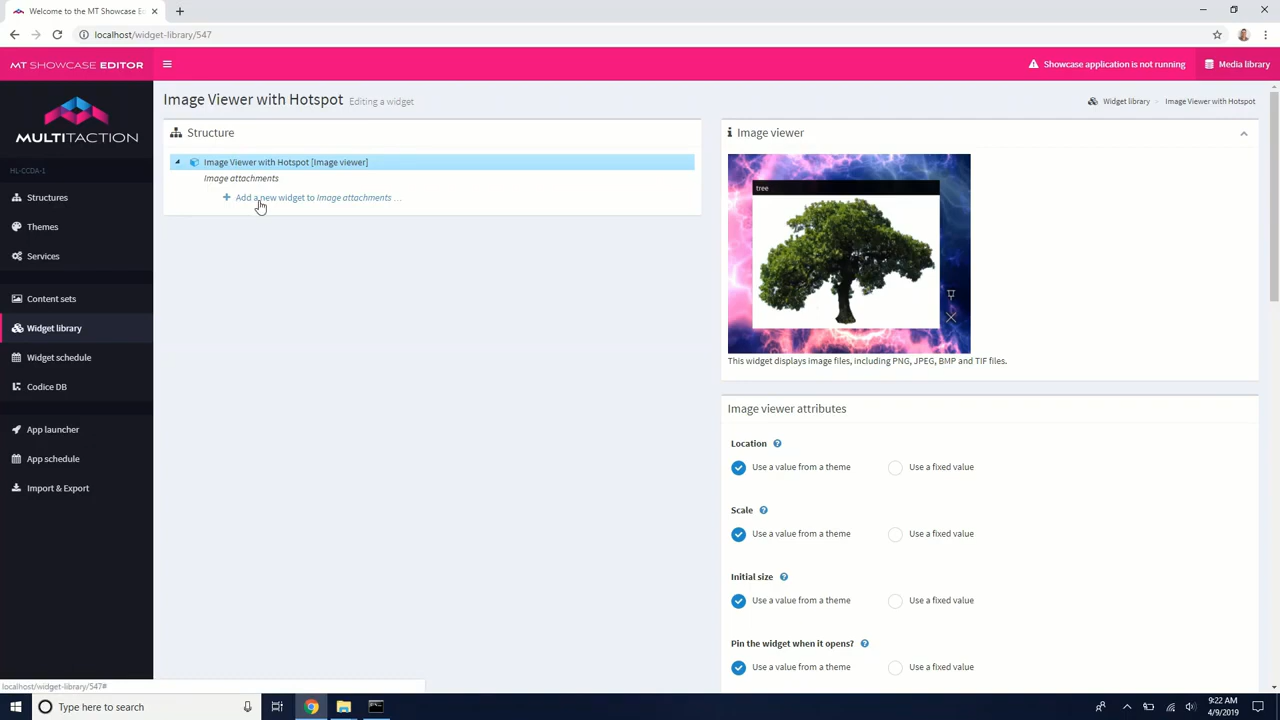 Welcome to the MT Showcase Edi
localhost/widget-library/547
MT SHOWCASE EDITOR
Showcase application is not running
Media library
MULTITACTION
HL-CCDA-1
Structures
Themes
Services
Content sets
Widget library
Widget schedule
Codice DB
App launcher
App schedule
Import & Export
Image Viewer with Hotspot Editing a widget
Widget library
Image Viewer with Hotspot
Structure
Image Viewer with Hotspot [Image viewer]
Image attachments
Add a new widget to Image attachments ...
Image viewer
tree
This widget displays image files, including PNG, JPEG, BMP and TIF files.
Image viewer attributes
Location
Use a value from a theme
Use a fixed value
Scale
Use a value from a theme
Use a fixed value
Initial size
Use a value from a theme
Use a fixed value
Pin the widget when it opens?
Use a value from a theme
Use a fixed value
localhost/widget-library/547#
Type here to search
9:22 AM
4/9/2019